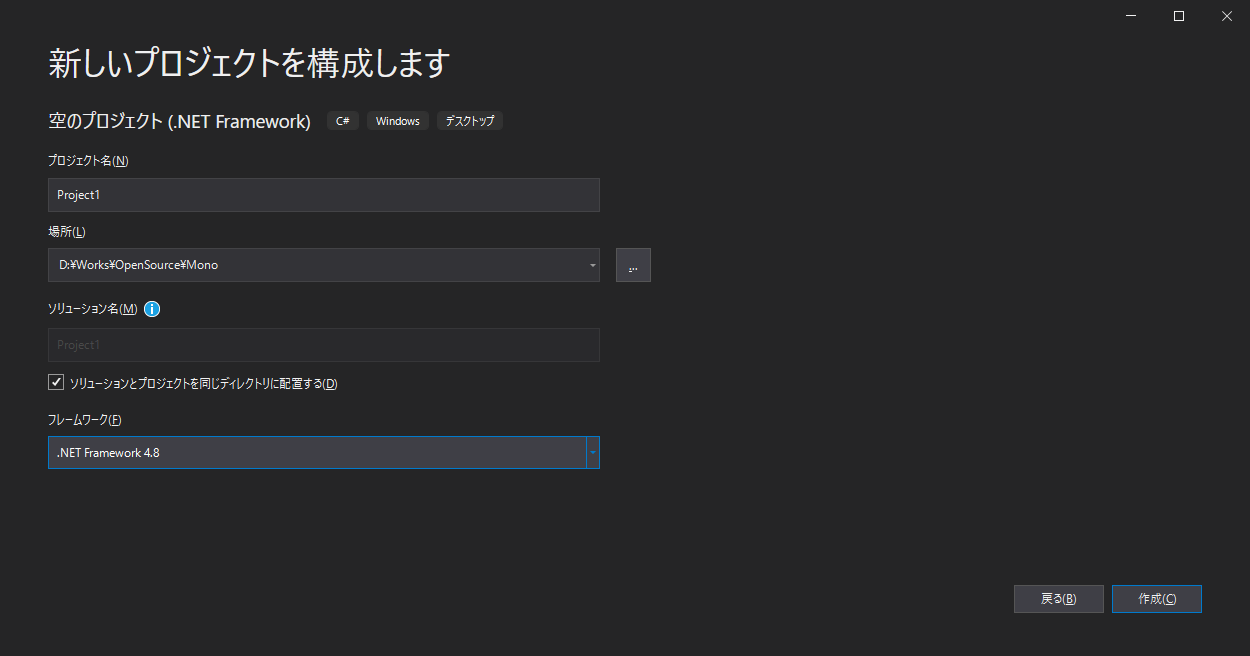 新しいプロジェクトを構成します
空のプロジェクト (.NET Framework) C# Windows デスクトップ
プロジェクト名(N)
Project1
場所(L)
D:¥Works¥OpenSource¥Mono
...
ソリューション名(M) i
Project1
ソリューションとプロジェクトを同じディレクトリに配置する(D)
フレームワーク(F)
.NET Framework 4.8
戻る(B) 作成(C)